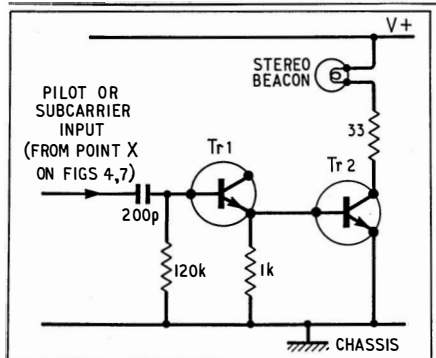 V+
STEREO
BEACON
PILOT OR
SUBCARRIER
INPUT
(FROM POINT X
ON FIGS 4,7)
33
Tr1
Tr2
200p
120k
1k
CHASSIS